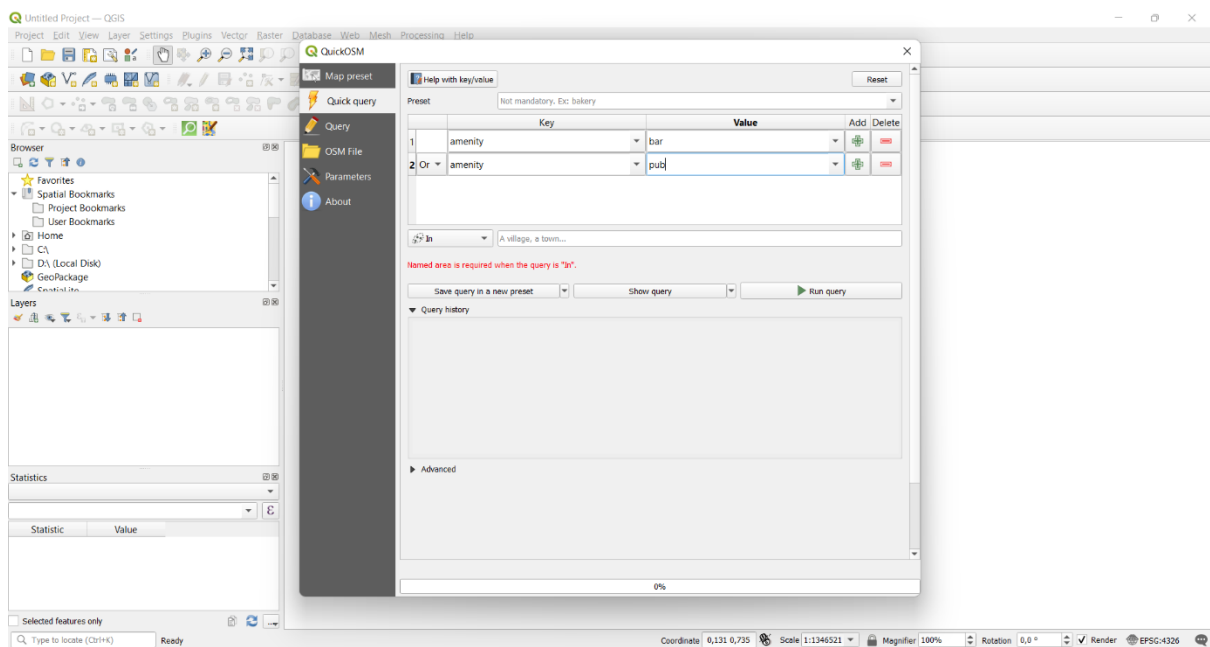 Untitled Project — QGIS
Project Edit View Layer Settings Plugins Vector Raster Database Web Mesh Processing Help
QuickOSM
Map preset
Quick query
Query
OSM File
Parameters
About
Help with key/value
Reset
Preset
Not mandatory. Ex: bakery
Key Value Add Delete
1 amenity bar
2 Or amenity pub
In
A village, a town...
Named area is required when the query is "In".
Save query in a new preset
Show query
Run query
Query history
Advanced
0%
Browser
Favorites
Spatial Bookmarks
Project Bookmarks
User Bookmarks
Home
C:\
D:\ (Local Disk)
GeoPackage
SpatiaLite
Layers
Statistics
ε
Statistic Value
Selected features only
Type to locate (Ctrl+K)
Ready
Coordinate 0,131 0,735 Scale 1:1346521 Magnifier 100% Rotation 0,0 ° Render EPSG:4326